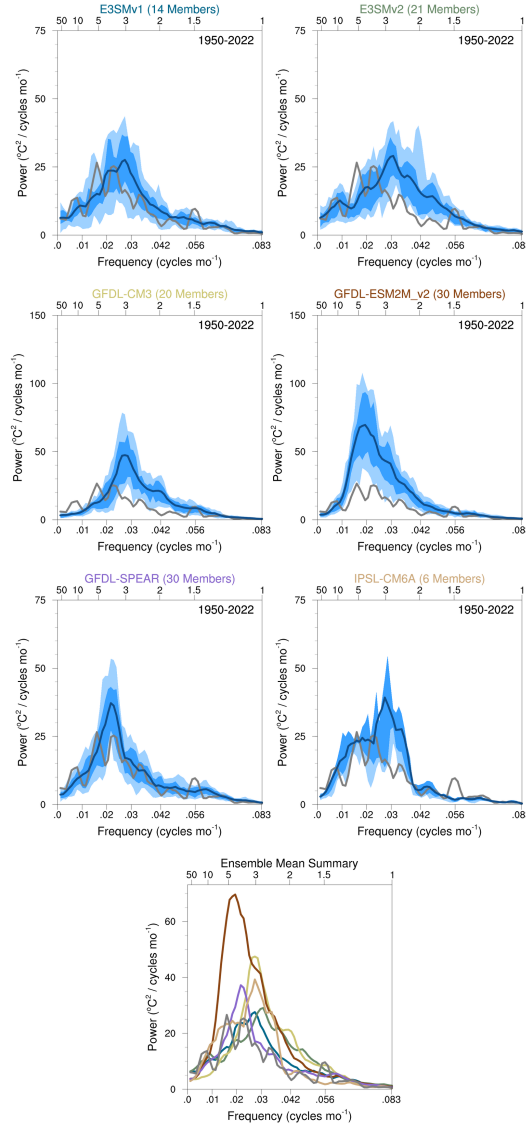 E3SMv1 (14 Members)
50 10 5 3 2 1.5 1
1950-2022
75
50
25
0
Power (°C² / cycles mo⁻¹)
.0 .01 .02 .03 .042 .056 .083
Frequency (cycles mo⁻¹)
E3SMv2 (21 Members)
50 10 5 3 2 1.5 1
1950-2022
75
50
25
0
Power (°C² / cycles mo⁻¹)
.0 .01 .02 .03 .042 .056 .083
Frequency (cycles mo⁻¹)
GFDL-CM3 (20 Members)
50 10 5 3 2 1.5 1
1950-2022
150
100
50
0
Power (°C² / cycles mo⁻¹)
.0 .01 .02 .03 .042 .056 .083
Frequency (cycles mo⁻¹)
GFDL-ESM2M_v2 (30 Members)
50 10 5 3 2 1.5 1
1950-2022
150
100
50
0
Power (°C² / cycles mo⁻¹)
.0 .01 .02 .03 .042 .056 .083
Frequency (cycles mo⁻¹)
GFDL-SPEAR (30 Members)
50 10 5 3 2 1.5 1
1950-2022
75
50
25
0
Power (°C² / cycles mo⁻¹)
.0 .01 .02 .03 .042 .056 .083
Frequency (cycles mo⁻¹)
IPSL-CM6A (6 Members)
50 10 5 3 2 1.5 1
1950-2022
75
50
25
0
Power (°C² / cycles mo⁻¹)
.0 .01 .02 .03 .042 .056 .08
Frequency (cycles mo⁻¹)
Ensemble Mean Summary
50 10 5 3 2 1.5 1
60
40
20
0
Power (°C² / cycles mo⁻¹)
.0 .01 .02 .03 .042 .056 .083
Frequency (cycles mo⁻¹)